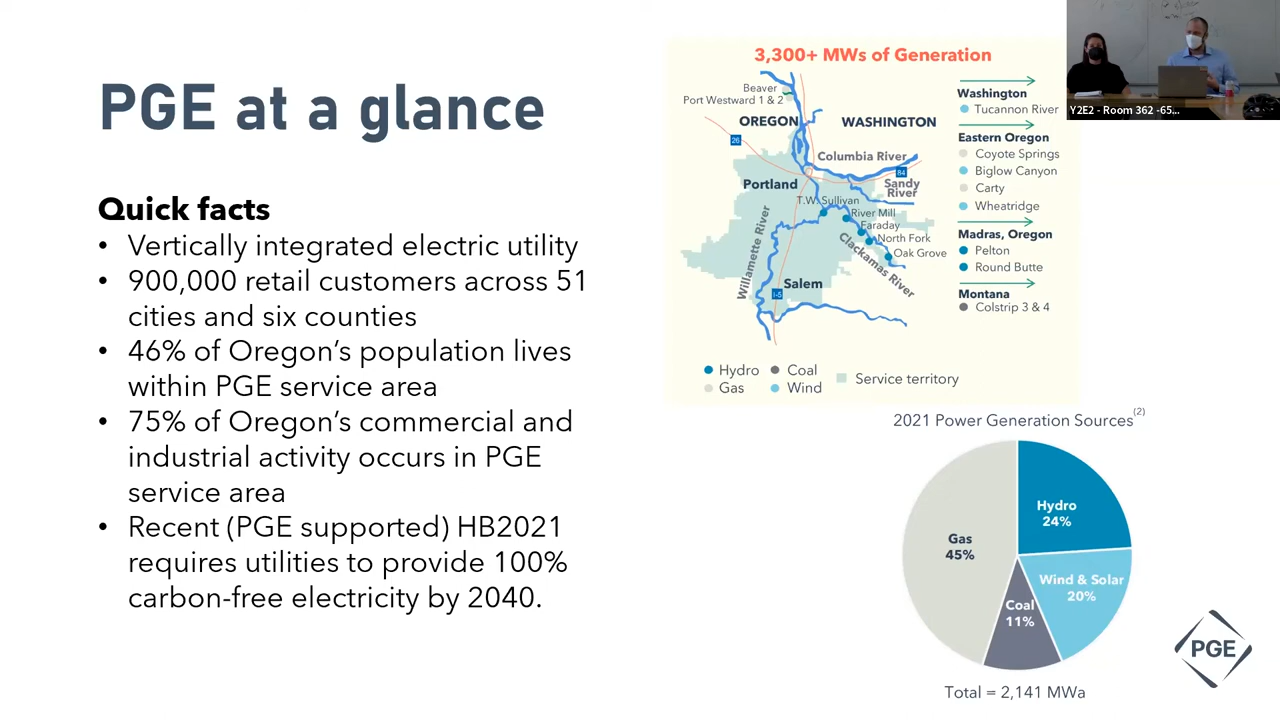 PGE at a glance
Quick facts
• Vertically integrated electric utility
• 900,000 retail customers across 51
cities and six counties
• 46% of Oregon's population lives
within PGE service area
• 75% of Oregon's commercial and
industrial activity occurs in PGE
service area
• Recent (PGE supported) HB2021
requires utilities to provide 100%
carbon-free electricity by 2040.
3,300+ MWs of Generation
Beaver
Port Westward 1 & 2
OREGON
WASHINGTON
26
Columbia River
84
Portland
Sandy
River
T.W. Sullivan
River Mill
Faraday
North Fork
Oak Grove
Willamette River
Clackamas River
Salem
I-5
Washington
Tucannon River
Eastern Oregon
Coyote Springs
Biglow Canyon
Carty
Wheatridge
Madras, Oregon
Pelton
Round Butte
Montana
Colstrip 3 & 4
Hydro
Coal
Gas
Wind
Service territory
Y2E2 - Room 362 -65...
2021 Power Generation Sources(2)
Hydro
24%
Gas
45%
Wind & Solar
20%
Coal
11%
Total = 2,141 MWa
PGE